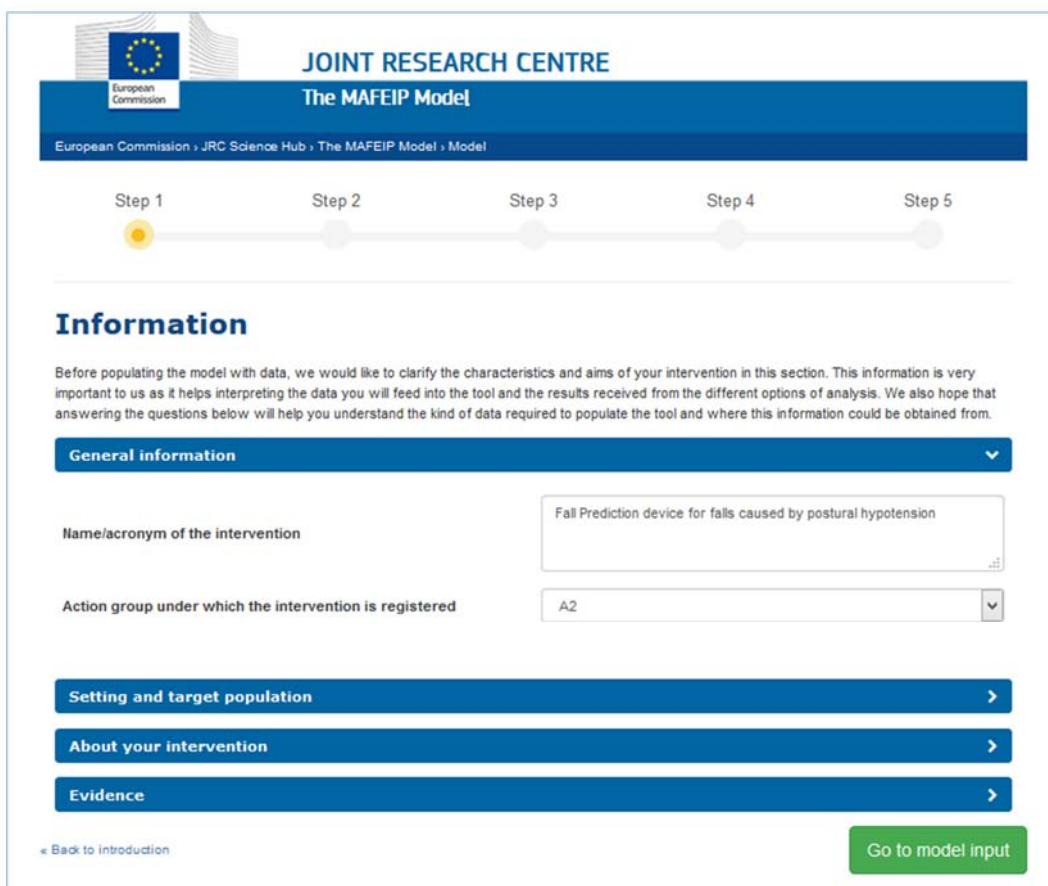 European
Commission
JOINT RESEARCH CENTRE
The MAFEIP Model
European Commission › JRC Science Hub › The MAFEIP Model › Model
Step 1 Step 2 Step 3 Step 4 Step 5
Information
Before populating the model with data, we would like to clarify the characteristics and aims of your intervention in this section. This information is very
important to us as it helps interpreting the data you will feed into the tool and the results received from the different options of analysis. We also hope that
answering the questions below will help you understand the kind of data required to populate the tool and where this information could be obtained from.
General information
Name/acronym of the intervention
Fall Prediction device for falls caused by postural hypotension
Action group under which the intervention is registered
A2
Setting and target population
About your intervention
Evidence
« Back to introduction
Go to model input